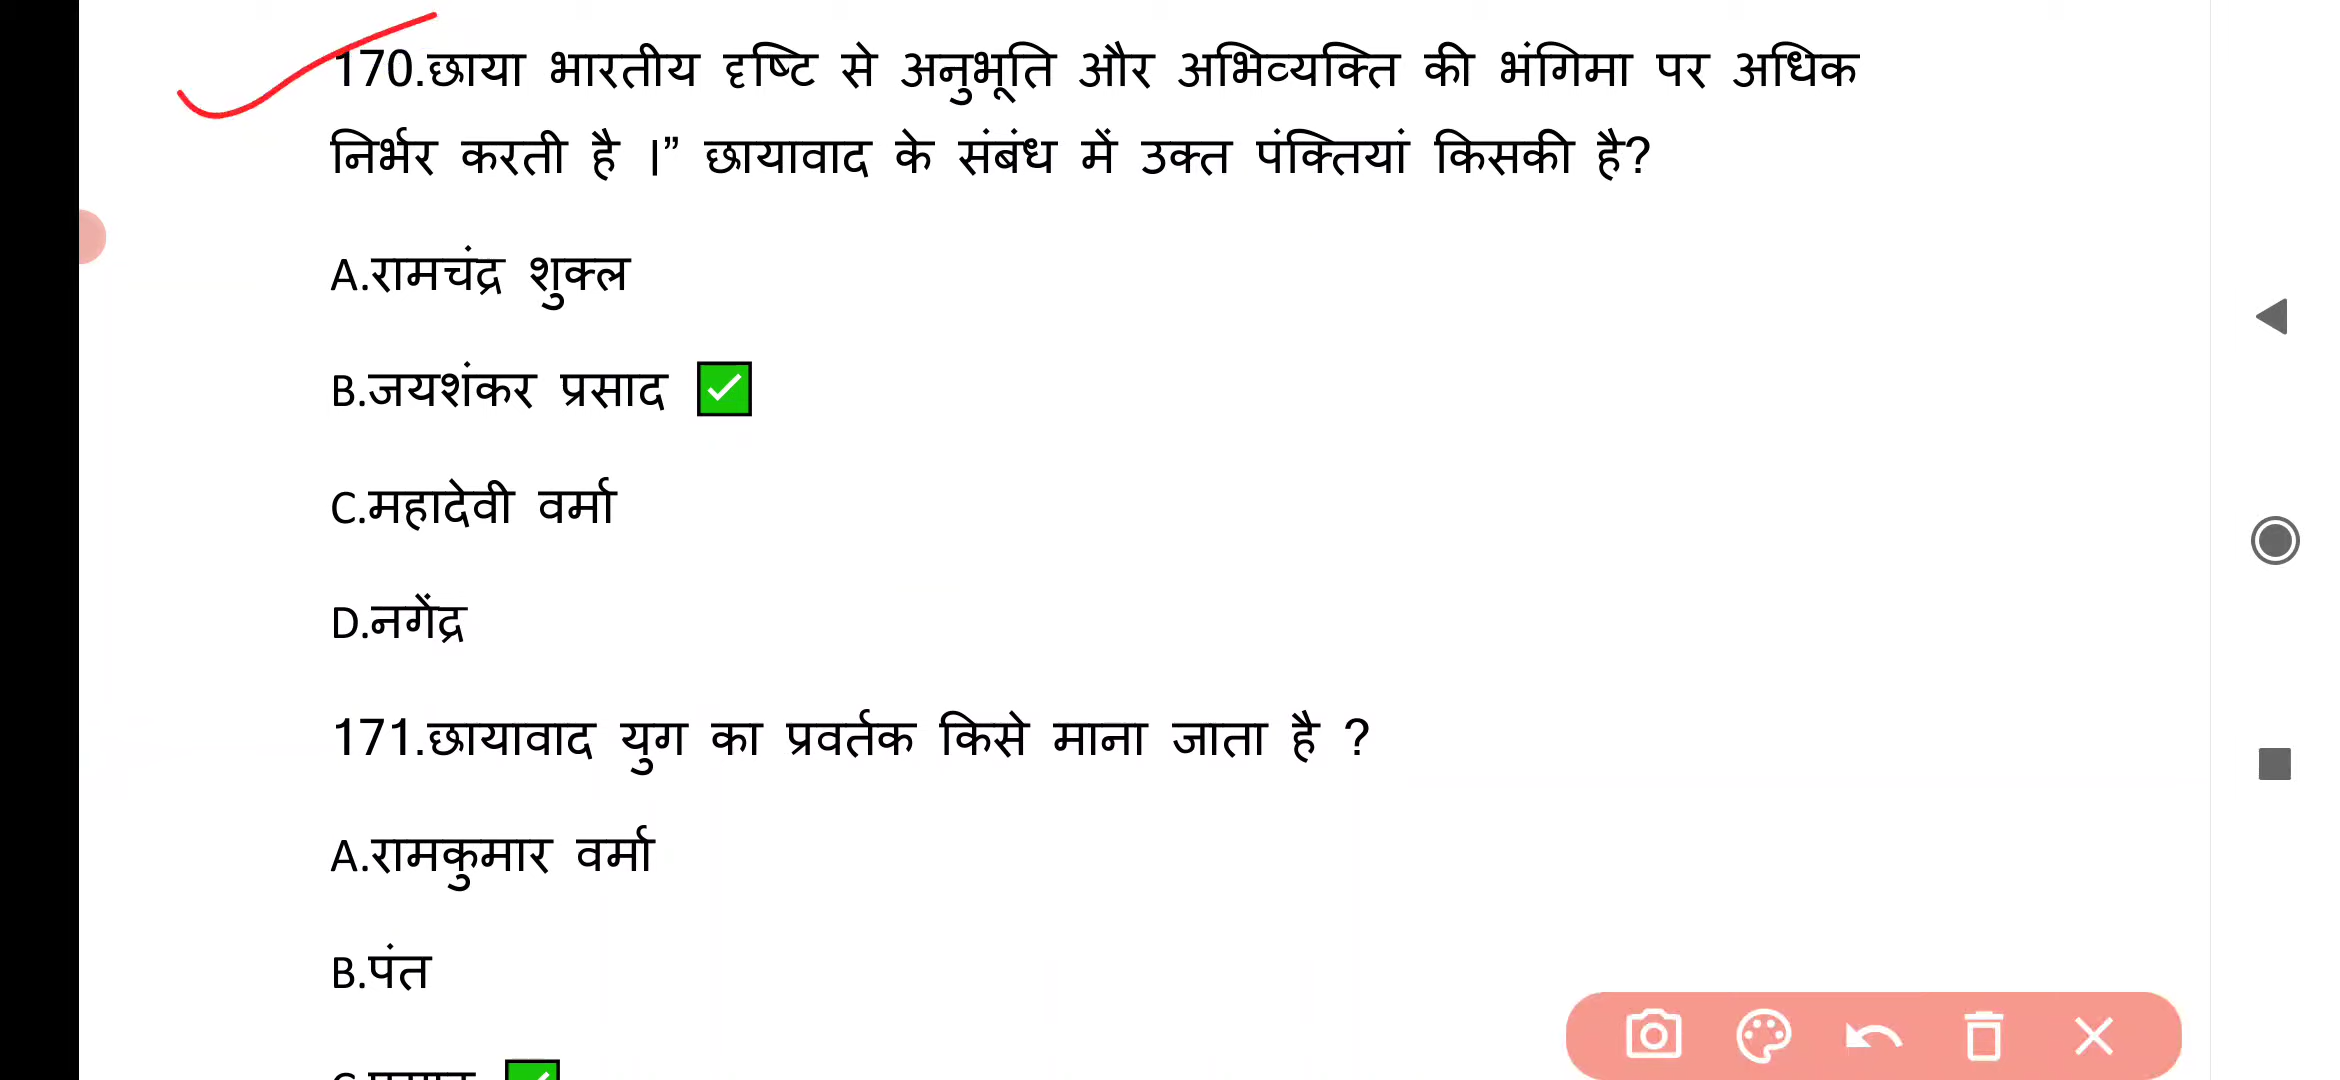 170.छाया भारतीय दृष्टि से अनुभूति और अभिव्यक्ति की भंगिमा पर अधिक
निर्भर करती है ।” छायावाद के संबंध में उक्त पंक्तियां किसकी है?
A.रामचंद्र शुक्ल
B.जयशंकर प्रसाद
C.महादेवी वर्मा
D.नगेंद्र
171.छायावाद युग का प्रवर्तक किसे माना जाता है ?
A.रामकुमार वर्मा
B.पंत